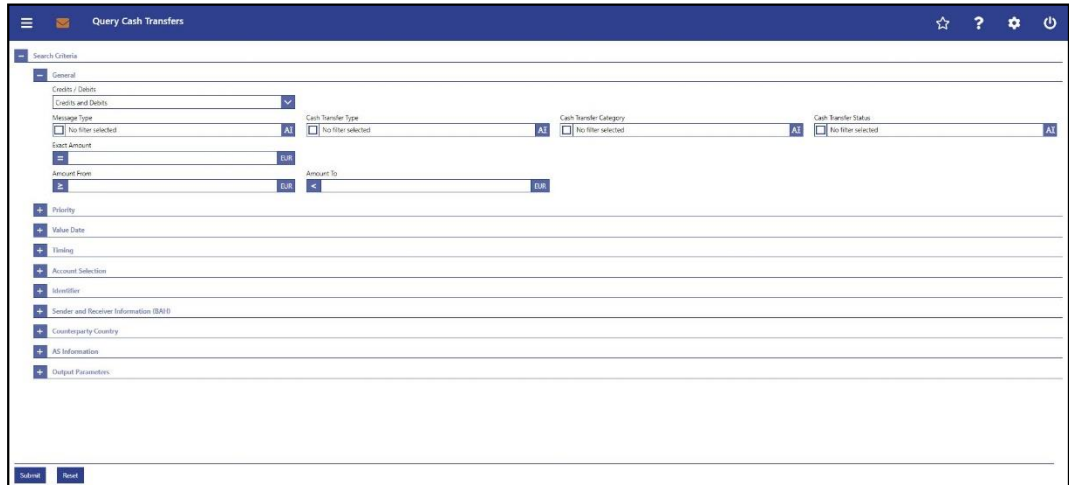 Query Cash Transfers
?
Search Criteria
General
Credits / Debits
Credits and Debits
Message Type Cash Transfer Type Cash Transfer Category Cash Transfer Status
No filter selected AI No filter selected AI No filter selected AI No filter selected AI
Exact Amount
= EUR
Amount From Amount To
≥ EUR < EUR
+ Priority
+ Value Date
+ Timing
+ Account Selection
+ Identifier
+ Sender and Receiver Information (BAH)
+ Counterparty Country
+ AS Information
+ Output Parameters
Submit Reset